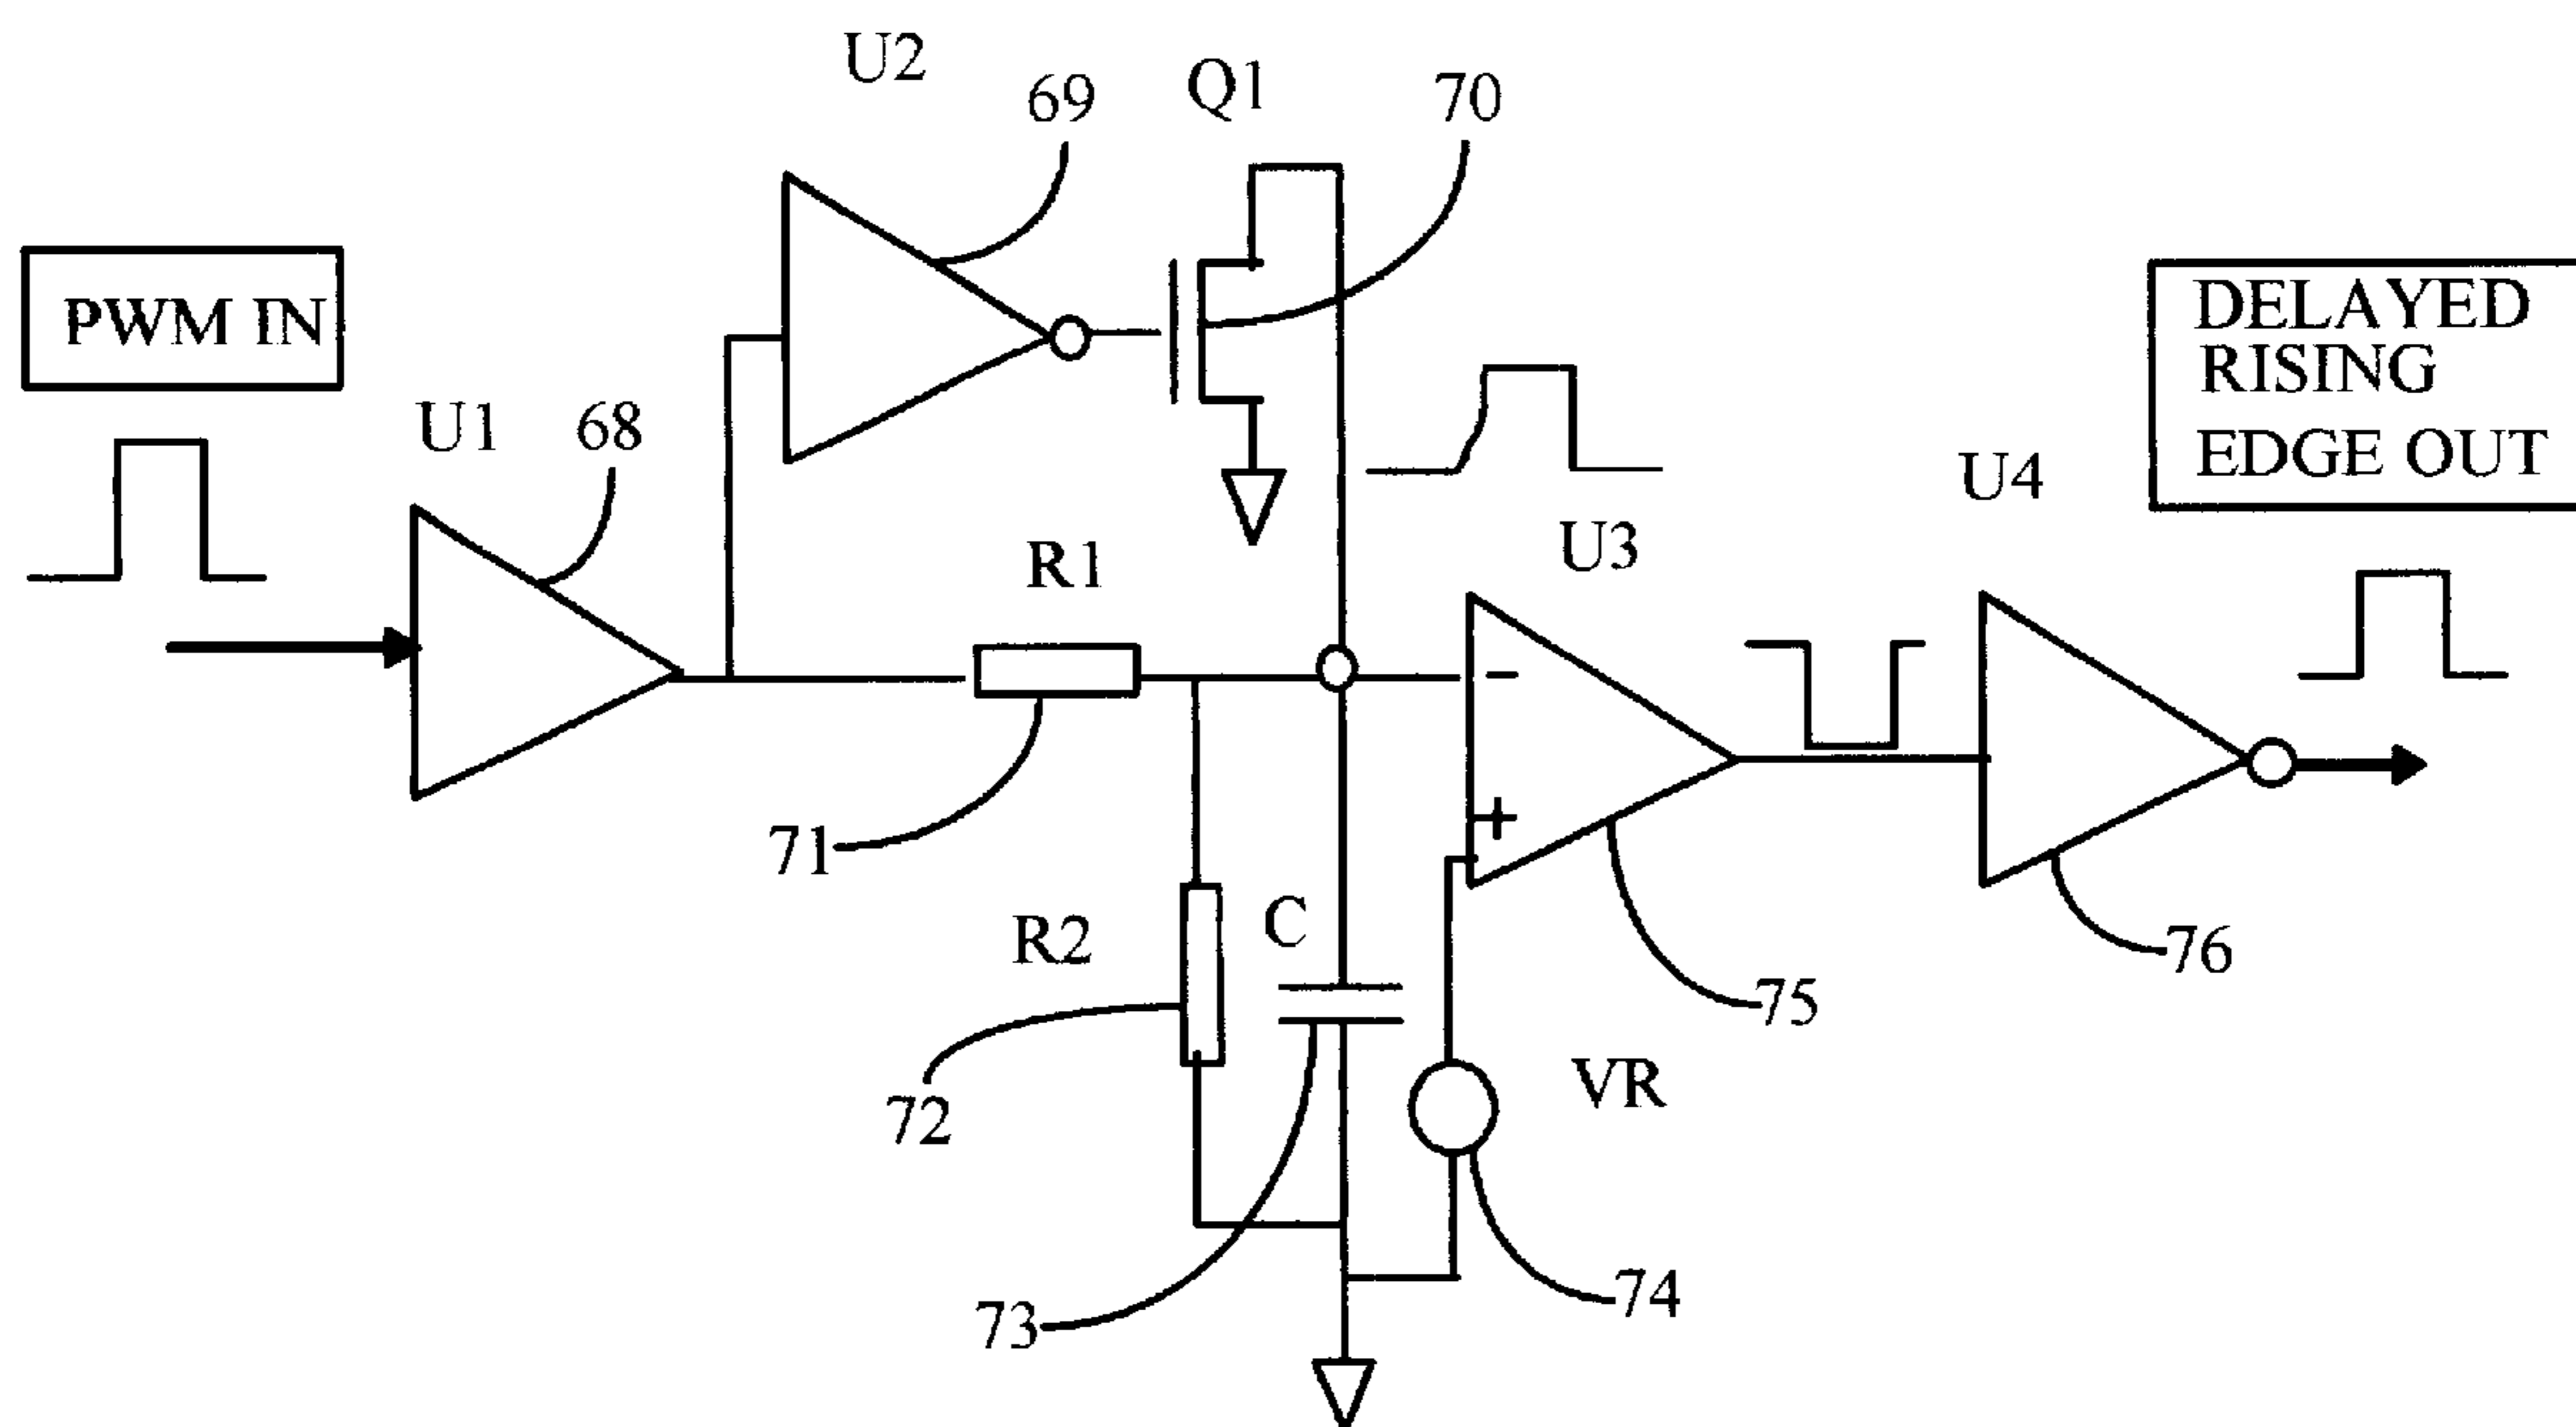 U2
69
Q1
70
PWM IN
U1
68
DELAYED
RISING
EDGE OUT
U4
U3
R1
-
+
71
R2
C
76
75
72
VR
73
74